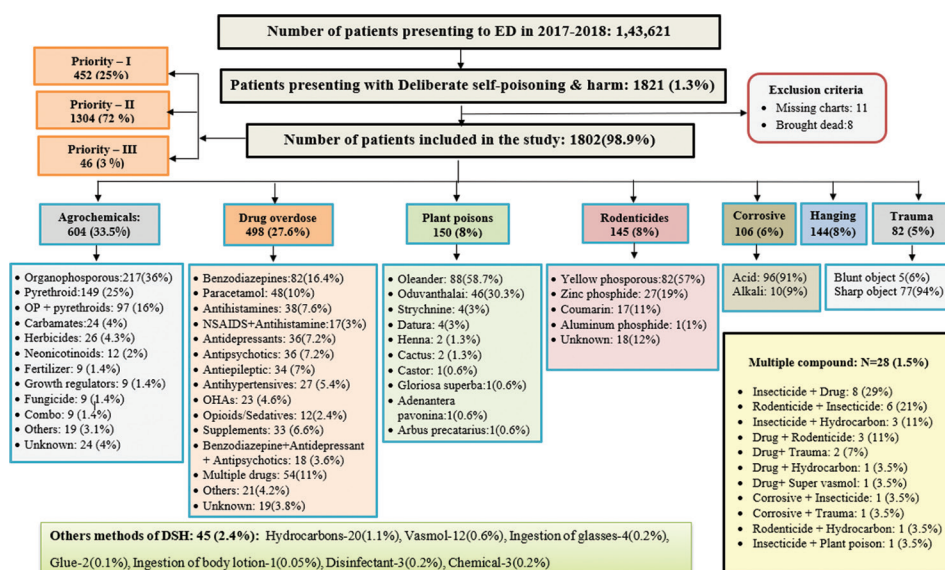 Number of patients presenting to ED in 2017-2018: 1,43,621
Priority – I
452 (25%)
Priority – II
1304 (72 %)
Priority – III
46 (3 %)
Patients presenting with Deliberate self-poisoning & harm: 1821 (1.3%)
Exclusion criteria
• Missing charts: 11
• Brought dead:8
Number of patients included in the study: 1802(98.9%)
Agrochemicals:
604 (33.5%)
• Organophosporous:217(36%)
• Pyrethroid:149 (25%)
• OP + pyrethroids: 97 (16%)
• Carbamates:24 (4%)
• Herbicides: 26 (4.3%)
• Neonicotinoids: 12 (2%)
• Fertilizer: 9 (1.4%)
• Growth regulators: 9 (1.4%)
• Fungicide: 9 (1.4%)
• Combo: 9 (1.4%)
• Others: 19 (3.1%)
• Unknown: 24 (4%)
Drug overdose
498 (27.6%)
• Benzodiazepines:82(16.4%)
• Paracetamol: 48(10%)
• Antihistamines: 38(7.6%)
• NSAIDS+Antihistamine:17(3%)
• Antidepressants: 36(7.2%)
• Antipsychotics: 36 (7.2%)
• Antiepileptic: 34 (7%)
• Antihypertensives: 27 (5.4%)
• OHAs: 23 (4.6%)
• Opioids/Sedatives: 12(2.4%)
• Supplements: 33 (6.6%)
• Benzodiazepine+Antidepressant
+ Antipsychotics: 18 (3.6%)
• Multiple drugs: 54(11%)
• Others: 21(4.2%)
• Unknown: 19(3.8%)
Plant poisons
150 (8%)
• Oleander: 88(58.7%)
• Oduvanthalai: 46(30.3%)
• Strychnine: 4(3%)
• Datura: 4(3%)
• Henna: 2 (1.3%)
• Cactus: 2 (1.3%)
• Castor: 1(0.6%)
• Gloriosa superba:1(0.6%)
• Adenantera
pavonina:1(0.6%)
• Arbus precatarius:1(0.6%)
Rodenticides
145 (8%)
• Yellow phosporous:82(57%)
• Zinc phosphide: 27(19%)
• Coumarin: 17(11%)
• Aluminum phosphide: 1(1%)
• Unknown: 18(12%)
Corrosive
106 (6%)
Acid: 96(91%)
Alkali: 10(9%)
Hanging:
144(8%)
Trauma
82 (5%)
Blunt object 5(6%)
Sharp object 77(94%)
Multiple compound: N=28 (1.5%)
• Insecticide + Drug: 8 (29%)
• Rodenticide + Insecticide: 6 (21%)
• Insecticide + Hydrocarbon: 3 (11%)
• Drug + Rodenticide: 3 (11%)
• Drug+ Trauma: 2 (7%)
• Drug + Hydrocarbon: 1 (3.5%)
• Drug+ Super vasmol: 1 (3.5%)
• Corrosive + Insecticide: 1 (3.5%)
• Corrosive + Trauma: 1 (3.5%)
• Rodenticide + Hydrocarbon: 1 (3.5%)
• Insecticide + Plant poison: 1 (3.5%)
Others methods of DSH: 45 (2.4%): Hydrocarbons-20(1.1%), Vasmol-12(0.6%), Ingestion of glasses-4(0.2%),
Glue-2(0.1%), Ingestion of body lotion-1(0.05%), Disinfectant-3(0.2%), Chemical-3(0.2%)